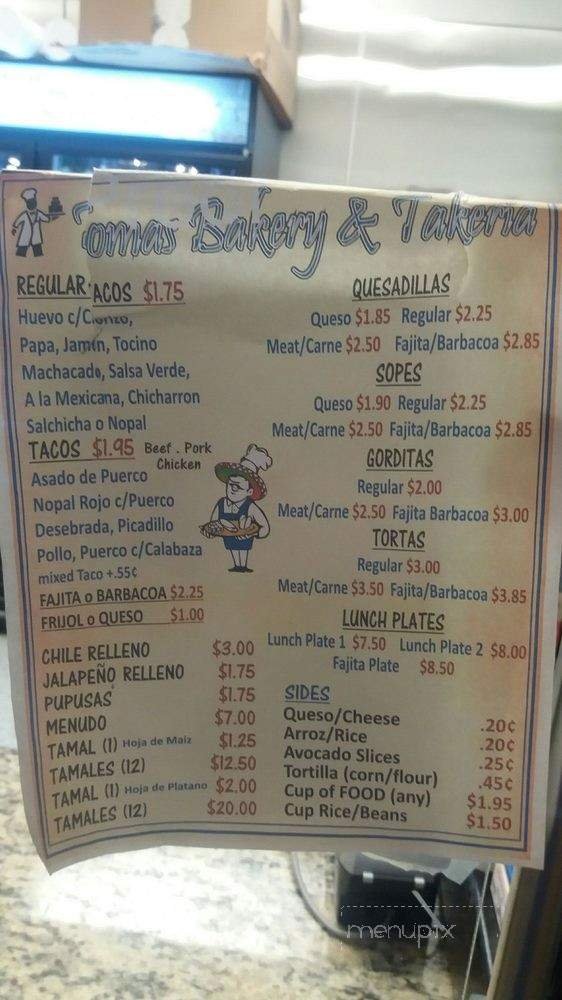 Tomas Bakery & Takeria
REGULAR TACOS $1.75
Huevo c/Chorizo,
Papa, Jamín, Tocino
Machacado, Salsa Verde,
A la Mexicana, Chicharron
Salchicha o Nopal
TACOS $1.95 Beef . Pork
Chicken
Asado de Puerco
Nopal Rojo c/Puerco
Desebrada, Picadillo
Pollo, Puerco c/Calabaza
mixed Taco +.55¢
FAJITA o BARBACOA $2.25
FRIJOL o QUESO $1.00
CHILE RELLENO $3.00
JALAPEÑO RELLENO $1.75
PUPUSAS $1.75
MENUDO $7.00
TAMAL (1) Hoja de Maiz $1.25
TAMALES (12) $12.50
TAMAL (1) Hoja de Platano $2.00
TAMALES (12) $20.00
QUESADILLAS
Queso $1.85 Regular $2.25
Meat/Carne $2.50 Fajita/Barbacoa $2.85
SOPES
Queso $1.90 Regular $2.25
Meat/Carne $2.50 Fajita/Barbacoa $2.85
GORDITAS
Regular $2.00
Meat/Carne $2.50 Fajita Barbacoa $3.00
TORTAS
Regular $3.00
Meat/Carne $3.50 Fajita/Barbacoa $3.85
LUNCH PLATES
Lunch Plate 1 $7.50 Lunch Plate 2 $8.00
Fajita Plate $8.50
SIDES
Queso/Cheese .20¢
Arroz/Rice .20¢
Avocado Slices .25¢
Tortilla (corn/flour) .45¢
Cup of FOOD (any) $1.95
Cup Rice/Beans $1.50
menupix